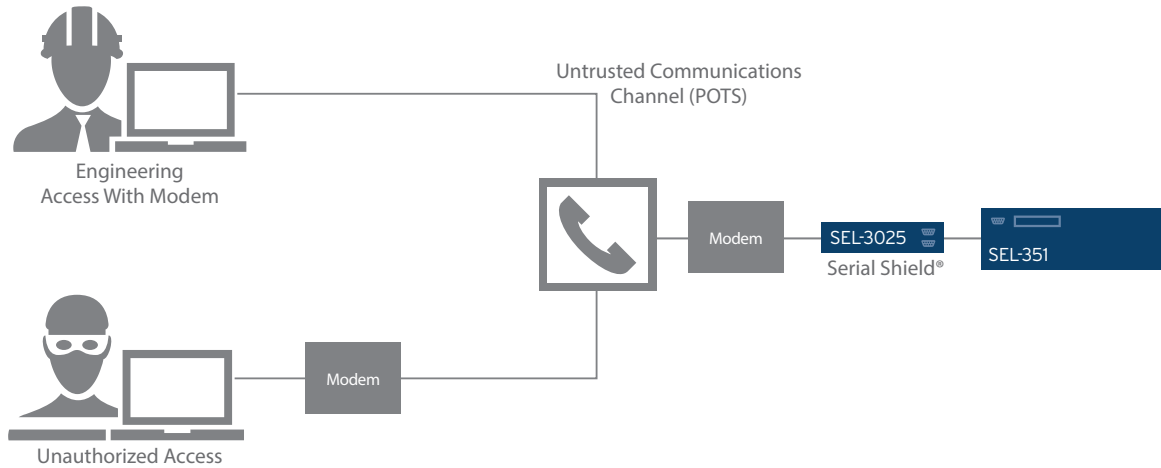 Untrusted Communications
Channel (POTS)
Engineering
Access With Modem
Modem
SEL-3025
Serial Shield®
SEL-351
Modem
Unauthorized Access